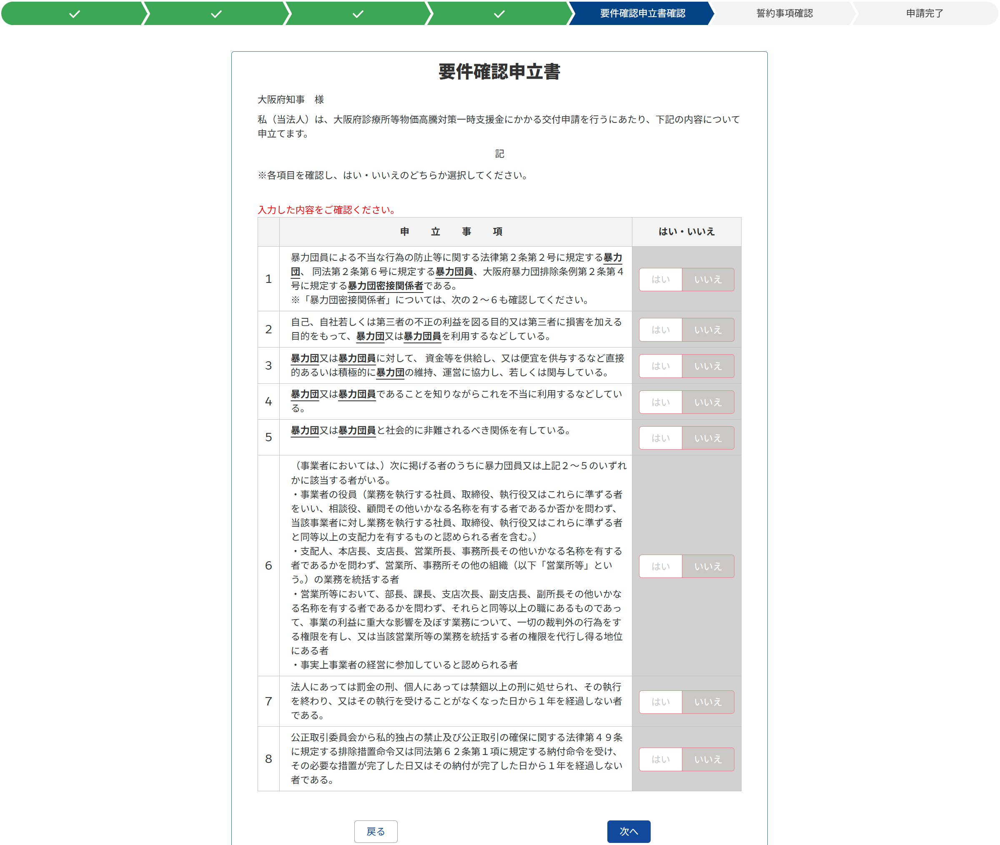 要件確認申立書確認
誓約事項確認
申請完了
要件確認申立書
大阪府知事　様
私（当法人）は、大阪府診療所等物価高騰対策一時支援金にかかる交付申請を行うにあたり、下記の内容について
申立てます。
記
※各項目を確認し、はい・いいえのどちらか選択してください。
入力した内容をご確認ください。
申　立　事　項
はい・いいえ
1
暴力団員による不当な行為の防止等に関する法律第２条第２号に規定する暴力
団、 同法第２条第６号に規定する暴力団員、大阪府暴力団排除条例第２条第４
号に規定する暴力団密接関係者である。
※「暴力団密接関係者」については、次の２～６も確認してください。
はい いいえ
2
自己、自社若しくは第三者の不正の利益を図る目的又は第三者に損害を加える
目的をもって、暴力団又は暴力団員を利用するなどしている。
はい いいえ
3
暴力団又は暴力団員に対して、 資金等を供給し、又は便宜を供与するなど直接
的あるいは積極的に暴力団の維持、運営に協力し、若しくは関与している。
はい いいえ
4
暴力団又は暴力団員であることを知りながらこれを不当に利用するなどしてい
る。
はい いいえ
5
暴力団又は暴力団員と社会的に非難されるべき関係を有している。
はい いいえ
6
（事業者においては、）次に掲げる者のうちに暴力団員又は上記２～５のいずれ
かに該当する者がいる。
・事業者の役員（業務を執行する社員、取締役、執行役又はこれらに準ずる者
をいい、相談役、顧問その他いかなる名称を有する者であるか否かを問わず、
当該事業者に対し業務を執行する社員、取締役、執行役又はこれらに準ずる者
と同等以上の支配力を有するものと認められる者を含む。）
・支配人、本店長、支店長、営業所長、事務所長その他いかなる名称を有する
者であるかを問わず、営業所、事務所その他の組織（以下「営業所等」とい
う。）の業務を統括する者
・営業所等において、部長、課長、支店次長、副支店長、副所長その他いかな
る名称を有する者であるかを問わず、それらと同等以上の職にあるものであっ
て、事業の利益に重大な影響を及ぼす業務について、一切の裁判外の行為をす
る権限を有し、又は当該営業所等の業務を統括する者の権限を代行し得る地位
にある者
・事実上事業者の経営に参加していると認められる者
はい いいえ
7
法人にあっては罰金の刑、個人にあっては禁錮以上の刑に処せられ、その執行
を終わり、又はその執行を受けることがなくなった日から１年を経過しない者
である。
はい いいえ
8
公正取引委員会から私的独占の禁止及び公正取引の確保に関する法律第４９条
に規定する排除措置命令又は同法第６２条第１項に規定する納付命令を受け、
その必要な措置が完了した日又はその納付が完了した日から１年を経過しない
者である。
はい いいえ
戻る
次へ